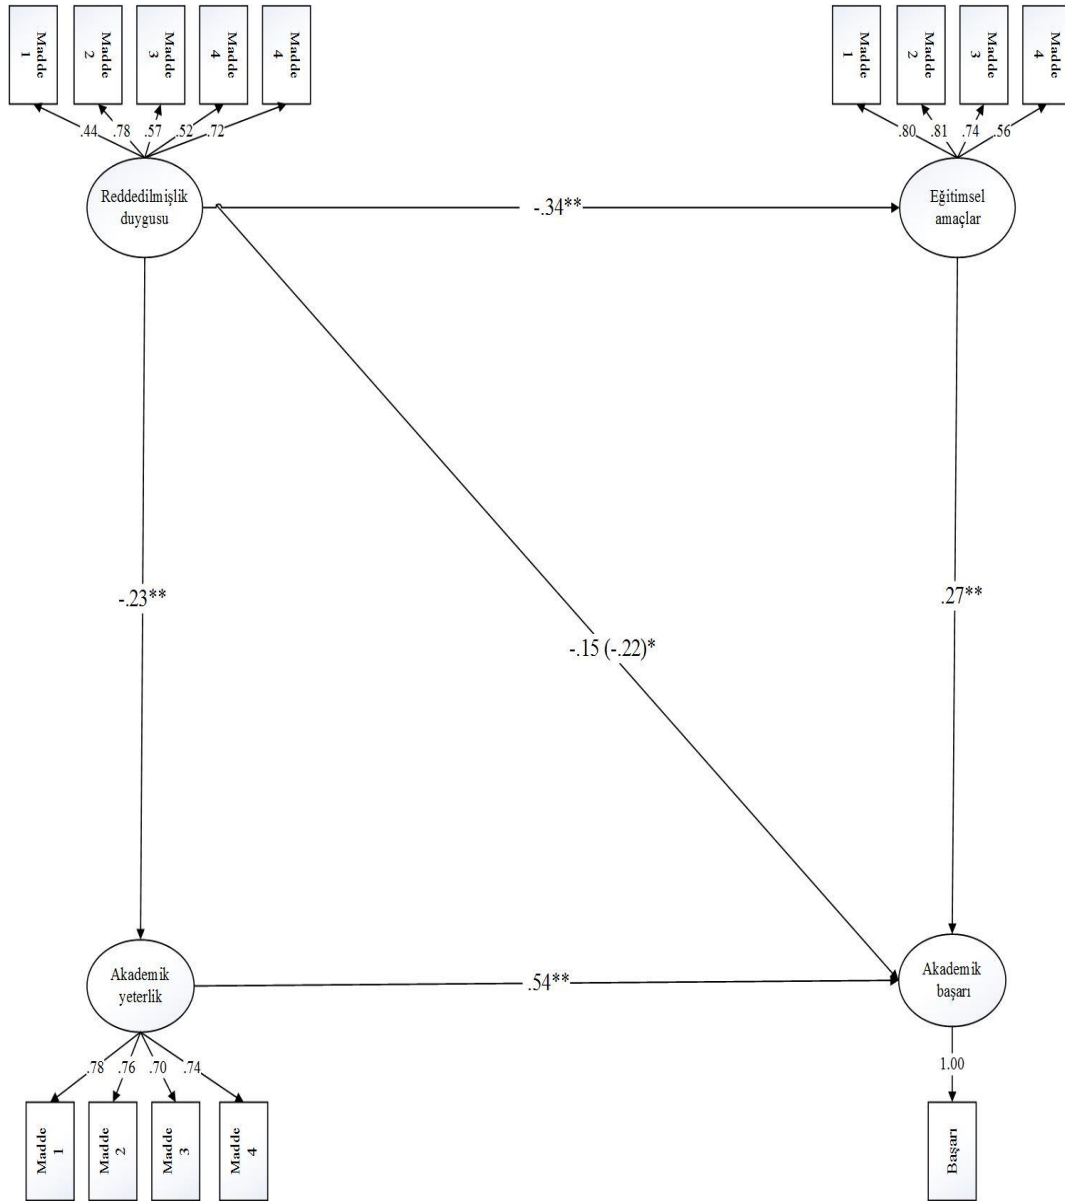 Madde 1
Madde 2
Madde 3
Madde 4
Madde 4
Madde 1
Madde 2
Madde 3
Madde 4
.44
.78
.57
.52
.72
.80
.81
.74
.56
Reddedilmişlik
duygusu
-.34**
Eğitimsel
amaçlar
-.23**
.27**
-.15 (-.22)*
Akademik
yeterlik
.54**
Akademik
başarı
.78
.76
.70
.74
1.00
Madde 1
Madde 2
Madde 3
Madde 4
Başarı